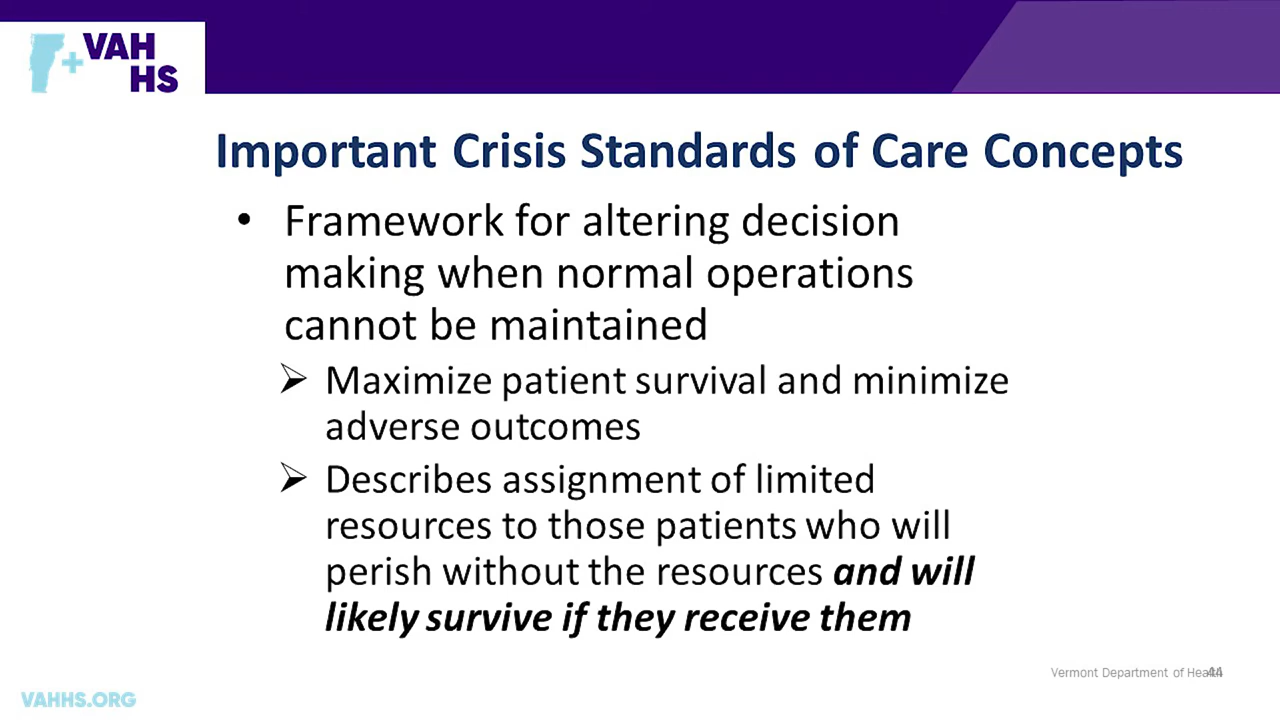 VAH
HS
Important Crisis Standards of Care Concepts
• Framework for altering decision
making when normal operations
cannot be maintained
➢ Maximize patient survival and minimize
adverse outcomes
➢ Describes assignment of limited
resources to those patients who will
perish without the resources and will
likely survive if they receive them
Vermont Department of Health 44
VAHHS.ORG